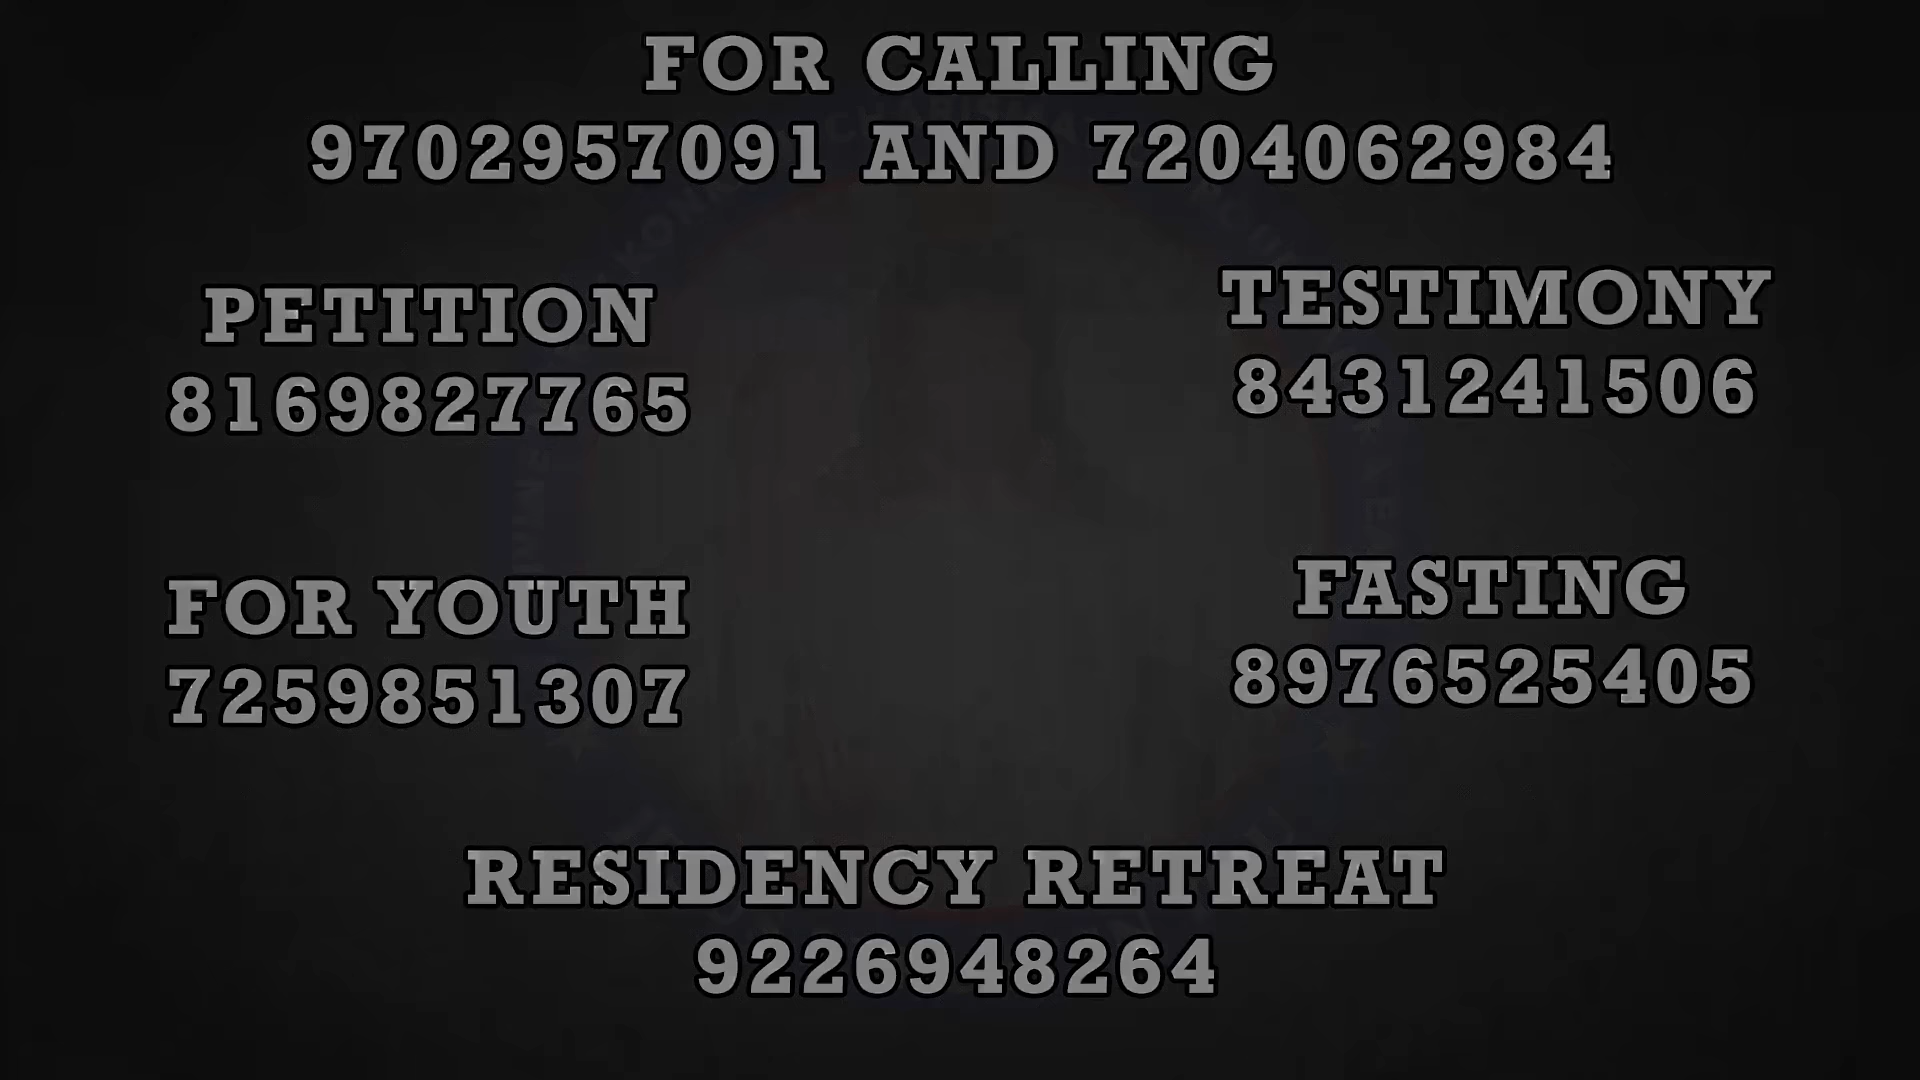 FOR CALLING
9702957091 AND 7204062984
PETITION
8169827765
TESTIMONY
8431241506
FOR YOUTH
7259851307
FASTING
8976525405
RESIDENCY RETREAT
9226948264